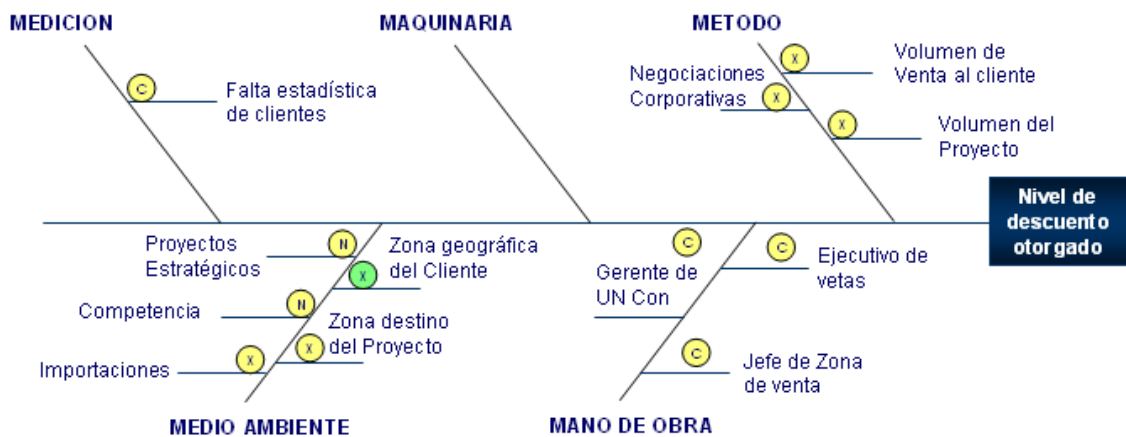 MEDICION
MAQUINARIA
METODO
C
Falta estadística
de clientes
X
Volumen de
Venta al cliente
Negociaciones
Corporativas
X
X
Volumen del
Proyecto
Nivel de
descuento
otorgado
Proyectos
Estratégicos
N
Zona geográfica
del Cliente
X
Competencia
N
Zona destino
del Proyecto
X
Importaciones
X
C
Gerente de
UN Con
C
Ejecutivo de
vetas
C
Jefe de Zona
de venta
MEDIO AMBIENTE
MANO DE OBRA